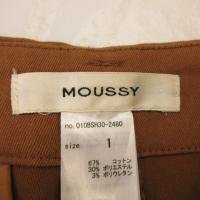 MOUSSY
no. 010BSH30-2480
size 1
67% コットン
30% ポリエステル
3% ポリウレタン